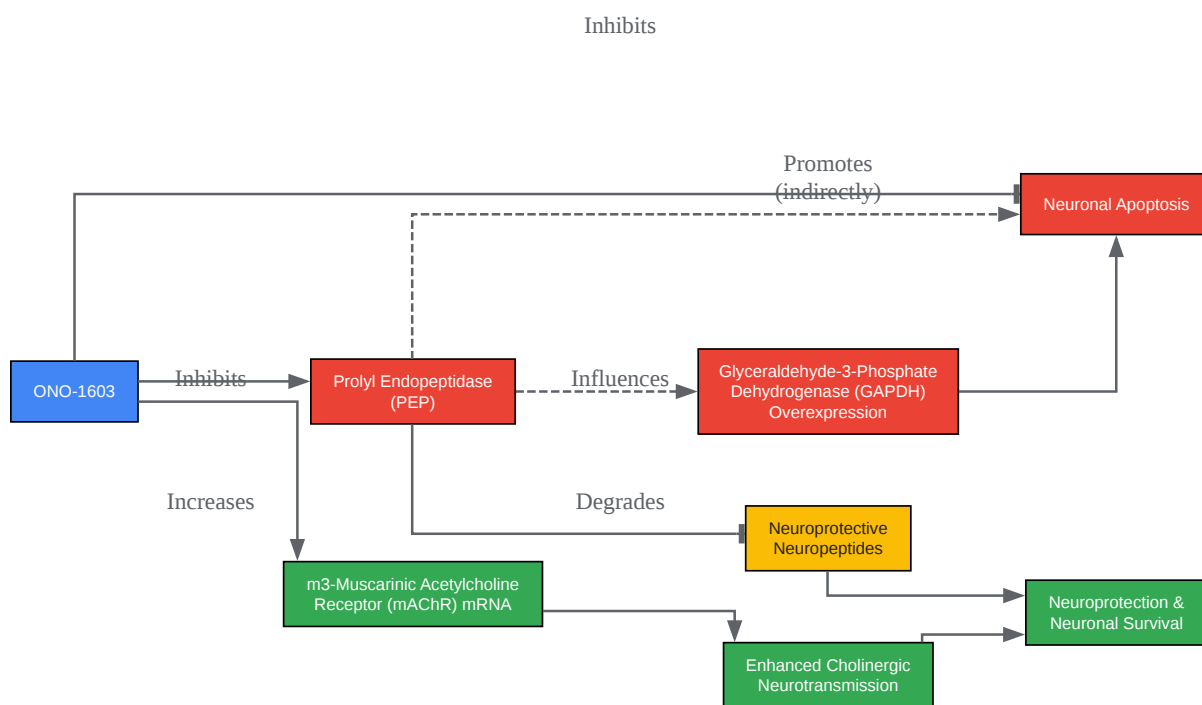 Inhibits
Promotes
(indirectly)
Neuronal Apoptosis
ONO-1603
Inhibits
Prolyl Endopeptidase
(PEP)
Influences
Glyceraldehyde-3-Phosphate
Dehydrogenase (GAPDH)
Overexpression
Increases
Degrades
Neuroprotective
Neuropeptides
m3-Muscarinic Acetylcholine
Receptor (mAChR) mRNA
Neuroprotection &
Neuronal Survival
Enhanced Cholinergic
Neurotransmission